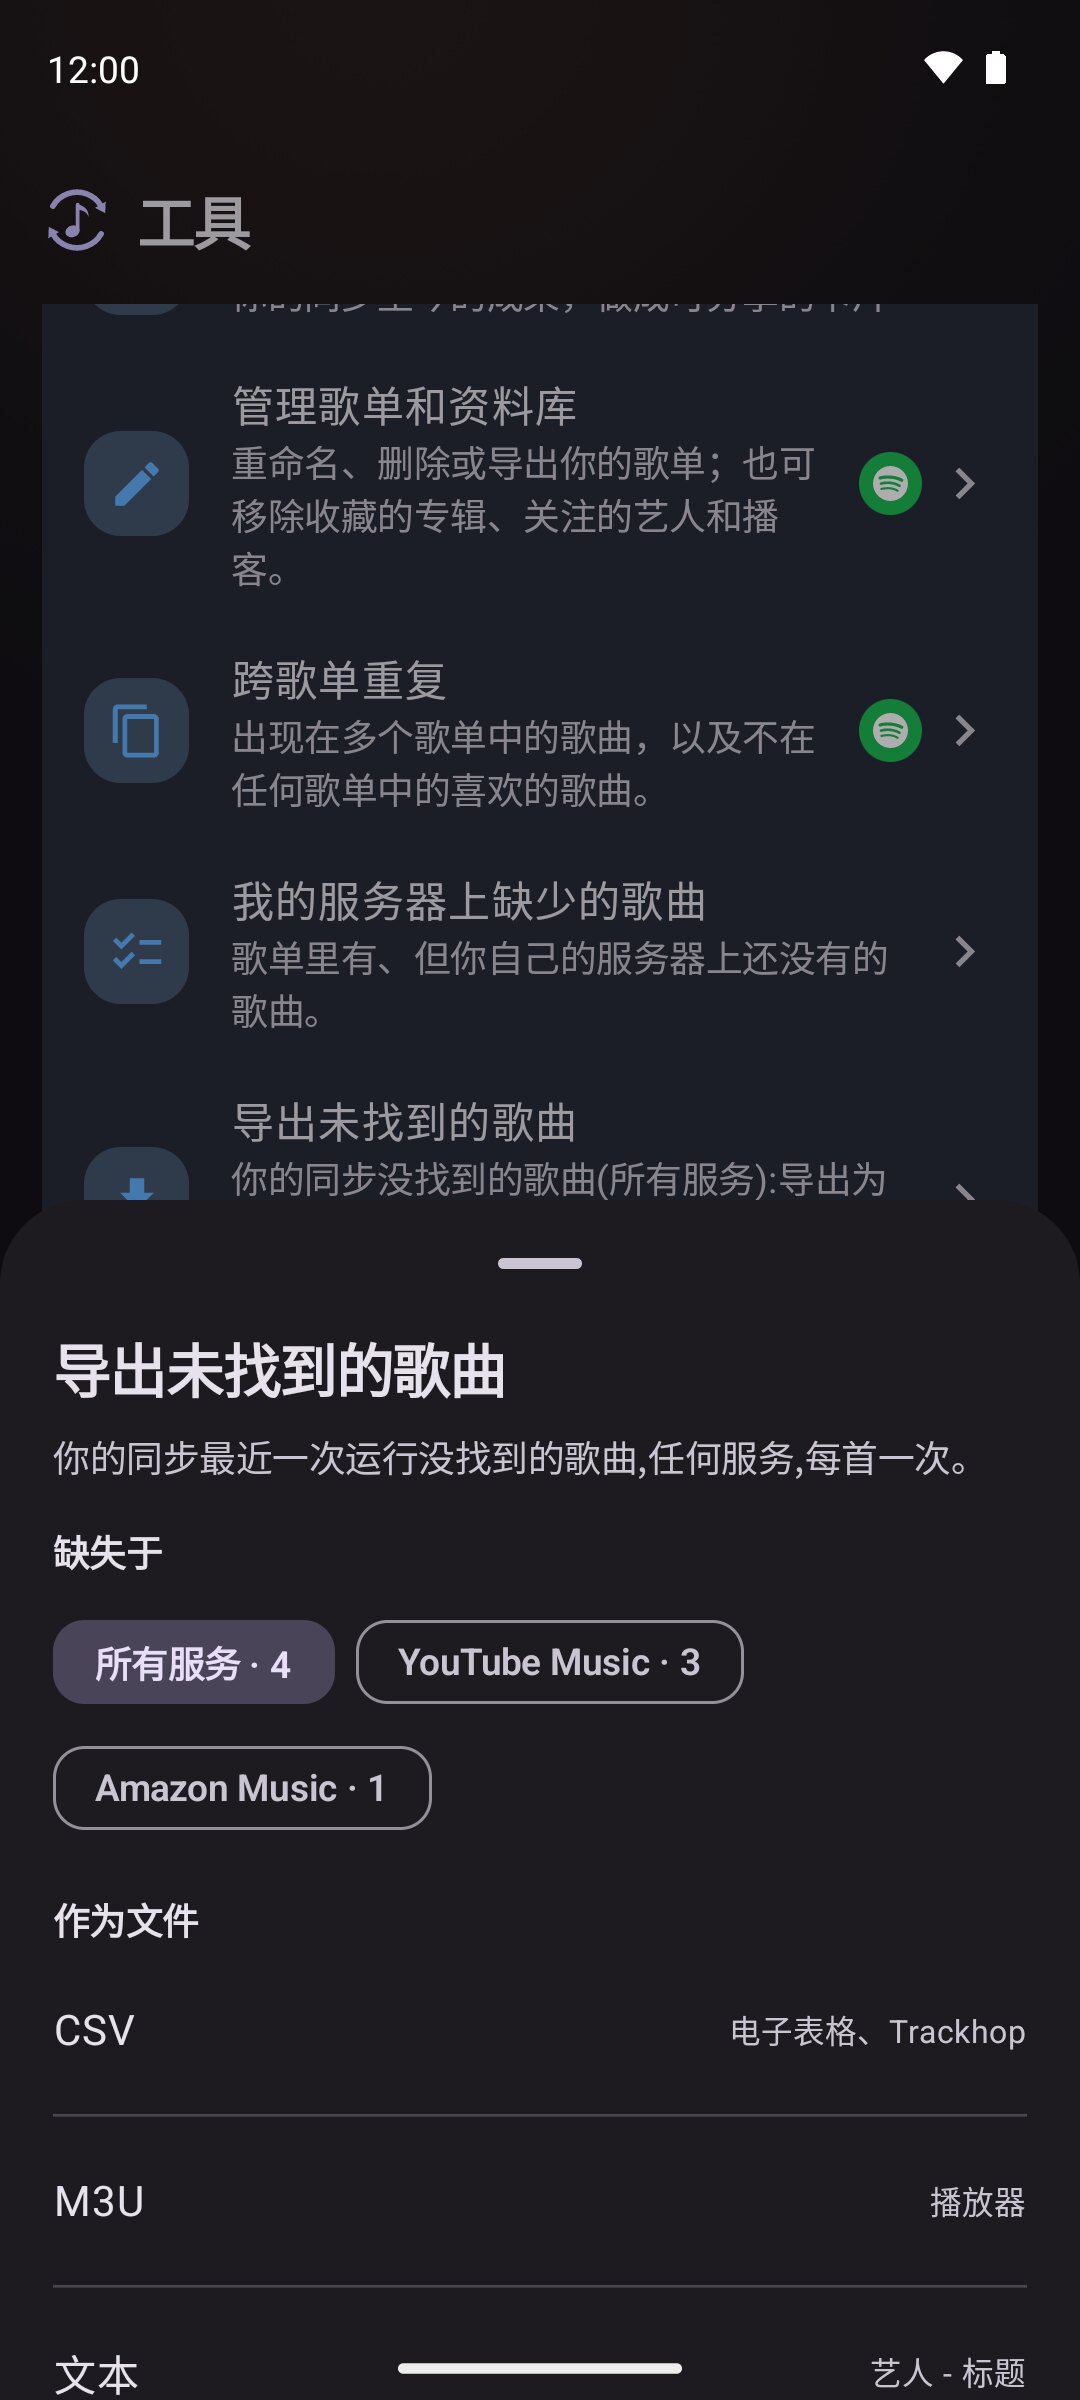 12:00
工具
管理歌单和资料库
重命名、删除或导出你的歌单；也可
移除收藏的专辑、关注的艺人和播
客。
跨歌单重复
出现在多个歌单中的歌曲，以及不在
任何歌单中的喜欢的歌曲。
我的服务器上缺少的歌曲
歌单里有、但你自己的服务器上还没有的
歌曲。
导出未找到的歌曲
你的同步没找到的歌曲(所有服务):导出为
导出未找到的歌曲
你的同步最近一次运行没找到的歌曲,任何服务,每首一次。
缺失于
所有服务 · 4
YouTube Music · 3
Amazon Music · 1
作为文件
CSV
电子表格、Trackhop
M3U
播放器
文本
艺人 - 标题